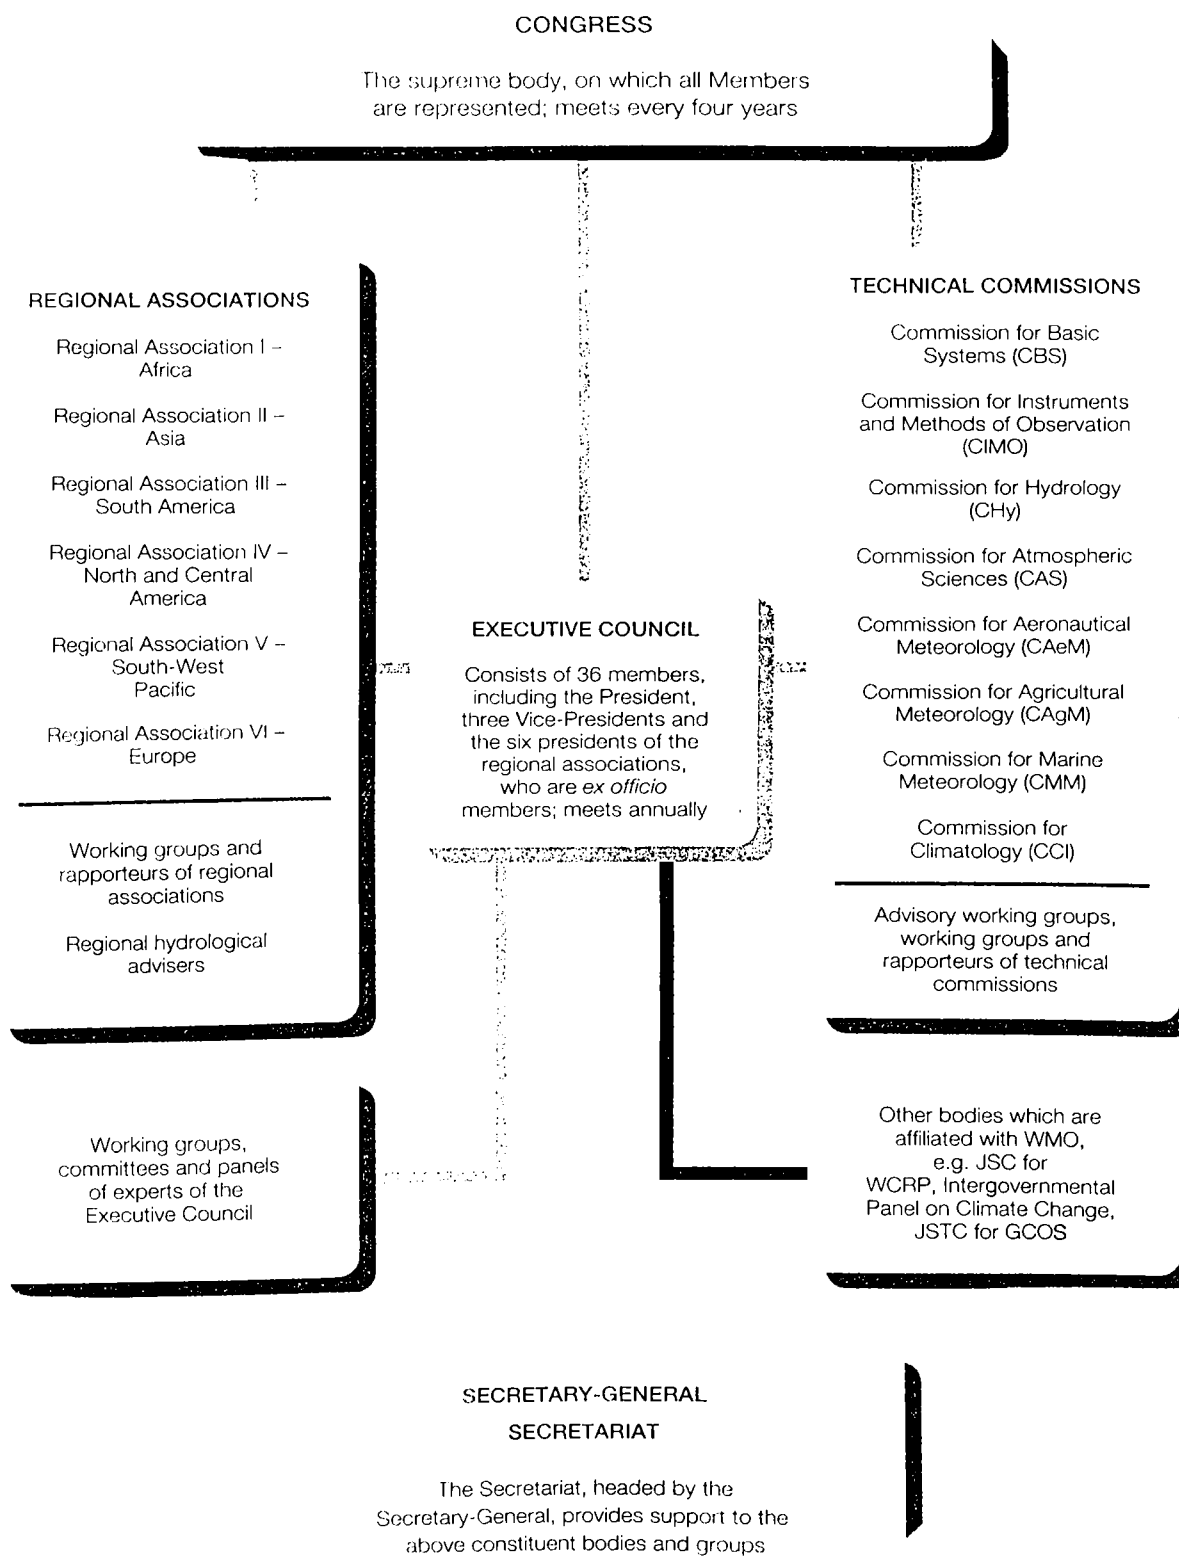 CONGRESS
The supreme body, on which all Members
are represented; meets every four years
REGIONAL ASSOCIATIONS
Regional Association I –
Africa
Regional Association II –
Asia
Regional Association III –
South America
Regional Association IV –
North and Central
America
Regional Association V –
South-West
Pacific
Regional Association VI –
Europe
Working groups and
rapporteurs of regional
associations
Regional hydrological
advisers
EXECUTIVE COUNCIL
Consists of 36 members,
including the President,
three Vice-Presidents and
the six presidents of the
regional associations,
who are ex officio
members; meets annually
TECHNICAL COMMISSIONS
Commission for Basic
Systems (CBS)
Commission for Instruments
and Methods of Observation
(CIMO)
Commission for Hydrology
(CHy)
Commission for Atmospheric
Sciences (CAS)
Commission for Aeronautical
Meteorology (CAeM)
Commission for Agricultural
Meteorology (CAgM)
Commission for Marine
Meteorology (CMM)
Commission for
Climatology (CCl)
Advisory working groups,
working groups and
rapporteurs of technical
commissions
Working groups,
committees and panels
of experts of the
Executive Council
Other bodies which are
affiliated with WMO,
e.g. JSC for
WCRP, Intergovernmental
Panel on Climate Change,
JSTC for GCOS
SECRETARY-GENERAL
SECRETARIAT
The Secretariat, headed by the
Secretary-General, provides support to the
above constituent bodies and groups